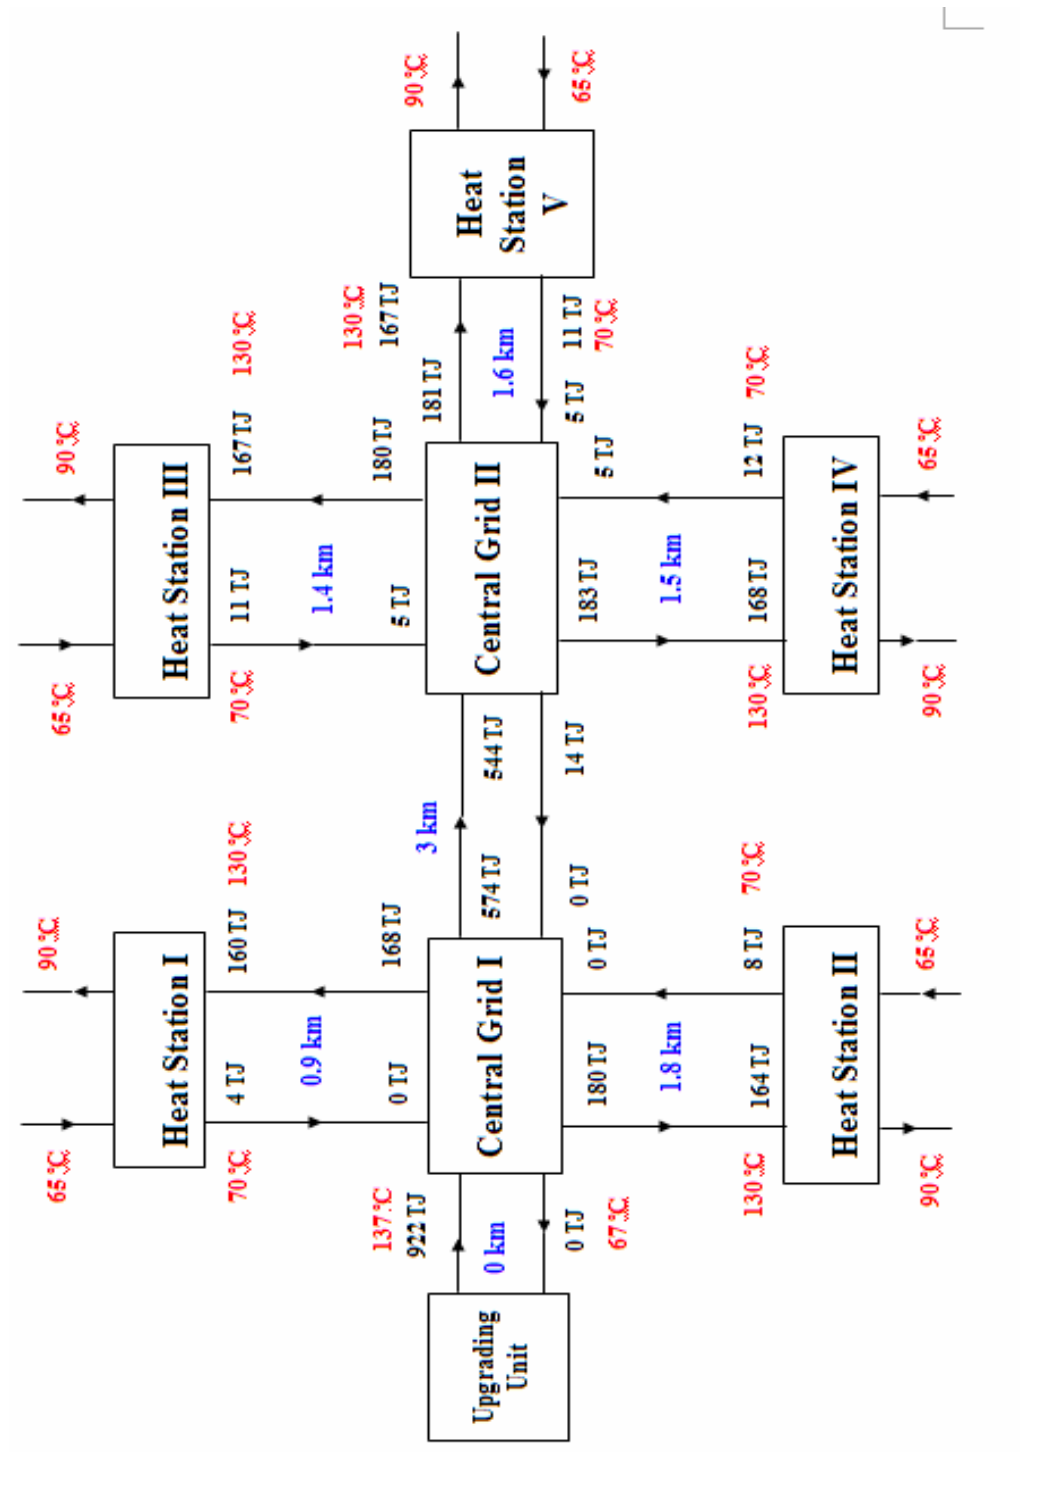 90 °C
65 °C
Heat
Station
V
130 °C
167 TJ
181 TJ
1.6 km
11 TJ
70 °C
5 TJ
90 °C
65 °C
Heat Station III
167 TJ
130 °C
11 TJ
70 °C
1.4 km
180 TJ
5 TJ
Central Grid II
5 TJ
183 TJ
1.5 km
12 TJ
70 °C
168 TJ
130 °C
Heat Station IV
65 °C
90 °C
3 km
544 TJ
574 TJ
14 TJ
0 TJ
90 °C
65 °C
Heat Station I
160 TJ
130 °C
4 TJ
70 °C
0.9 km
168 TJ
0 TJ
Central Grid I
0 TJ
180 TJ
1.8 km
8 TJ
70 °C
164 TJ
130 °C
Heat Station II
65 °C
90 °C
137 °C
922 TJ
0 km
0 TJ
67 °C
Upgrading
Unit